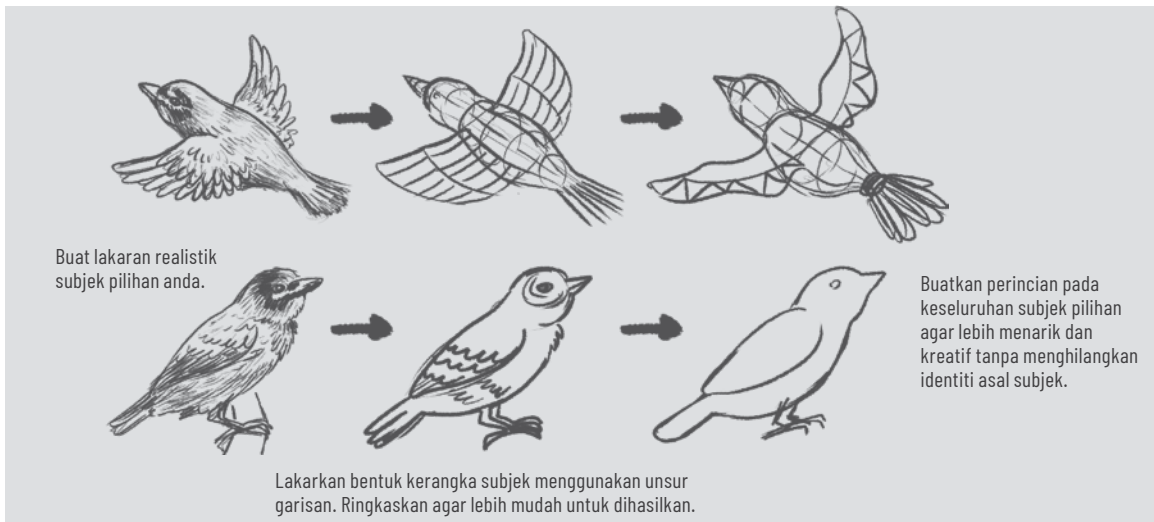 Buat lakaran realistik
subjek pilihan anda.
Lakarkan bentuk kerangka subjek menggunakan unsur
garisan. Ringkaskan agar lebih mudah untuk dihasilkan.
Buatkan perincian pada
keseluruhan subjek pilihan
agar lebih menarik dan
kreatif tanpa menghilangkan
identiti asal subjek.